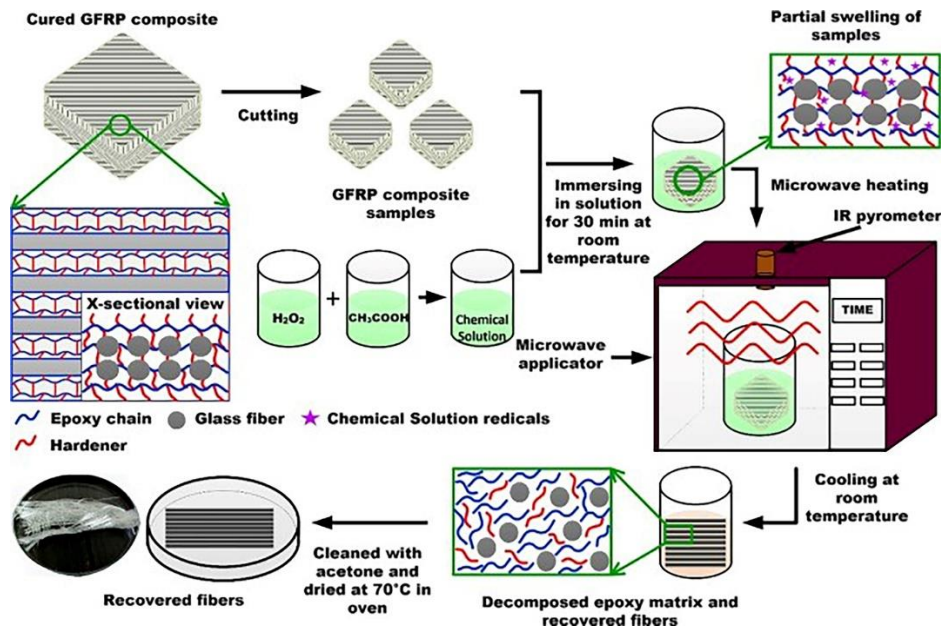 Cured GFRP composite
Cutting
GFRP composite
samples
Partial swelling of
samples
Immersing
in solution
for 30 min at
room
temperature
Microwave heating
IR pyrometer
X-sectional view
H₂O₂
+
CH₃COOH
Chemical
Solution
Microwave
applicator
TIME
Epoxy chain
Glass fiber
Chemical Solution redicals
Hardener
Cooling at
room
temperature
Cleaned with
acetone and
dried at 70°C in
oven
Recovered fibers
Decomposed epoxy matrix and
recovered fibers